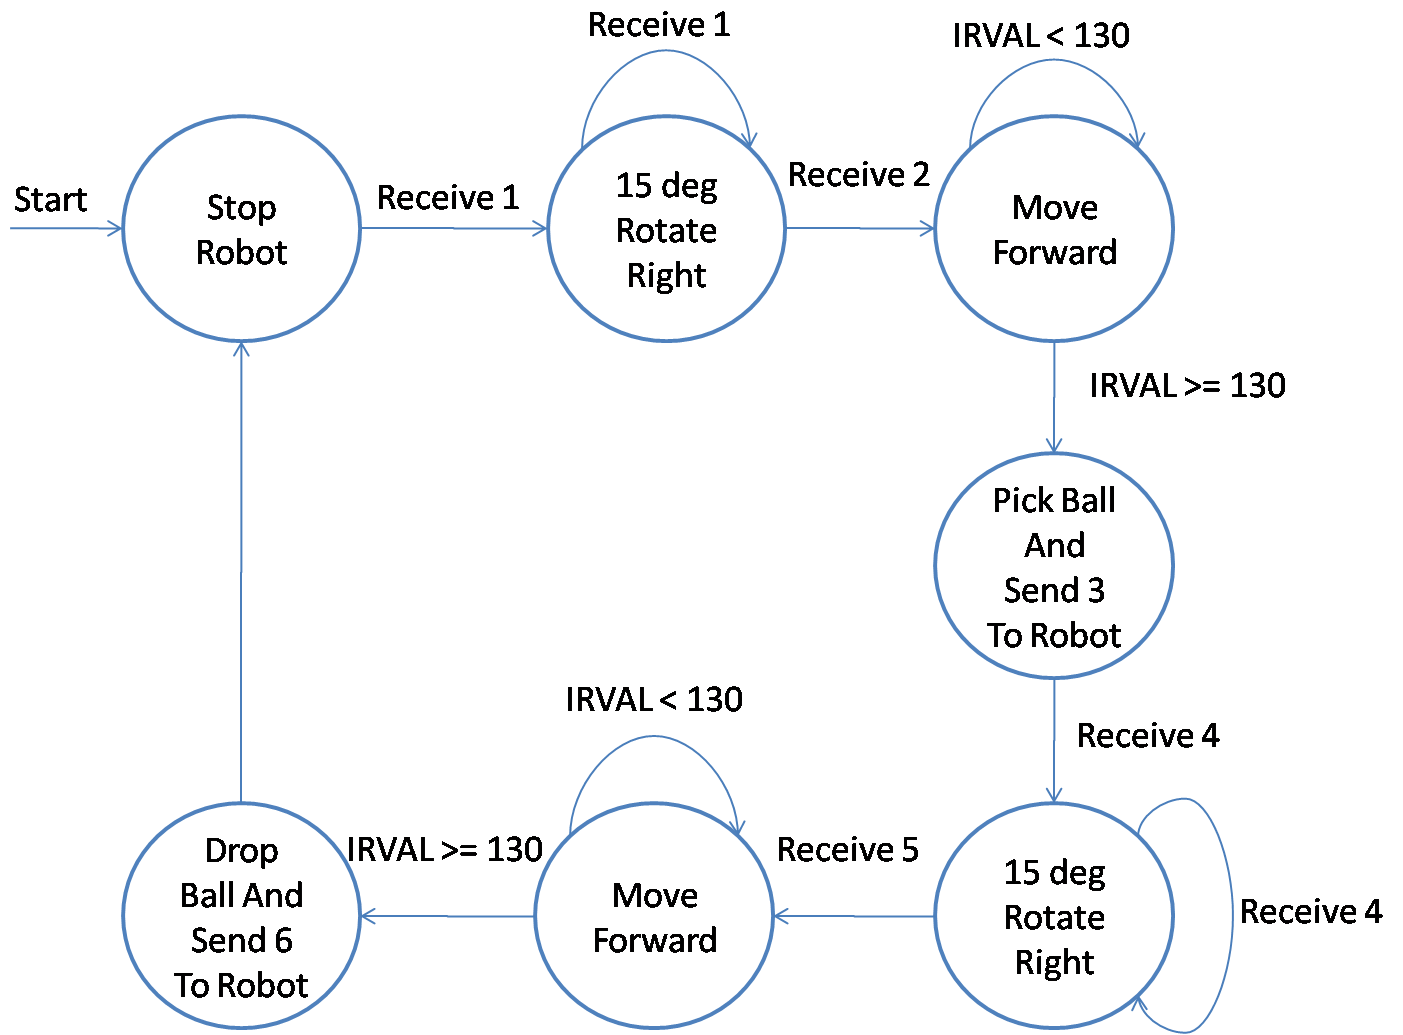 Receive 1
IRVAL < 130
Start
Stop
Robot
Receive 1
15 deg
Rotate
Right
Receive 2
Move
Forward
IRVAL >= 130
Pick Ball
And
Send 3
To Robot
Receive 4
15 deg
Rotate
Right
Receive 4
Receive 5
IRVAL < 130
Move
Forward
IRVAL >= 130
Drop
Ball And
Send 6
To Robot